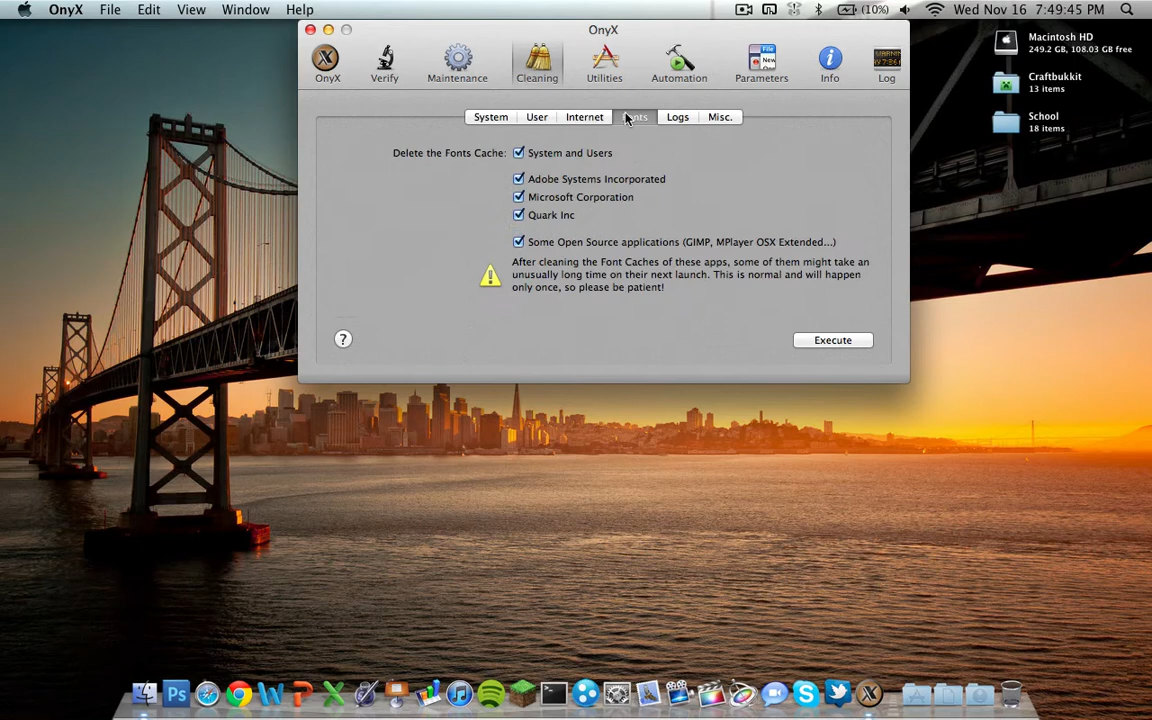 OnyX File Edit View Window Help (10%) Wed Nov 16 7:49:45 PM
OnyX
OnyX Verify Maintenance Cleaning Utilities Automation Parameters Info Log
System User Internet Fonts Logs Misc.
Delete the Fonts Cache: System and Users
Adobe Systems Incorporated
Microsoft Corporation
Quark Inc
Some Open Source applications (GIMP, MPlayer OSX Extended...)
After cleaning the Font Caches of these apps, some of them might take an
unusually long time on their next launch. This is normal and will happen
only once, so please be patient!
? Execute
Macintosh HD
249.2 GB, 108.03 GB free
Craftbukkit
13 items
School
18 items